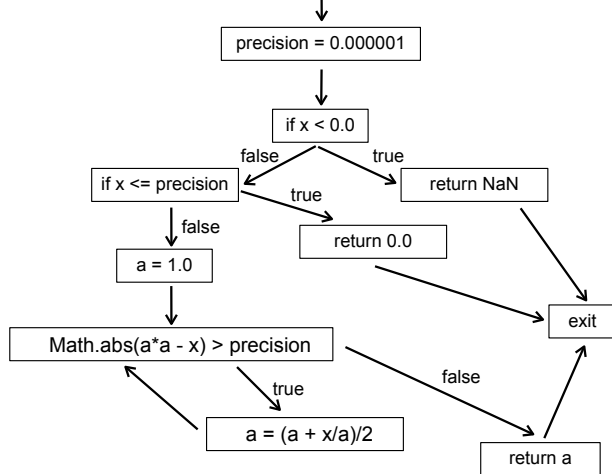 precision = 0.000001
if x < 0.0
false
true
if x <= precision
return NaN
true
false
return 0.0
a = 1.0
exit
Math.abs(a*a - x) > precision
false
true
a = (a + x/a)/2
return a